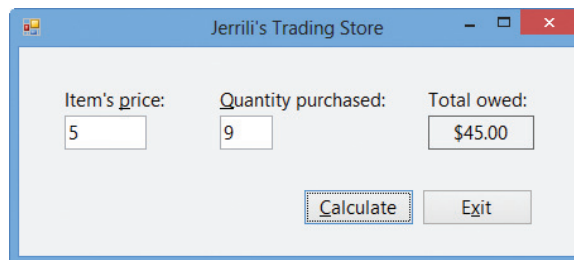 Jerrili's Trading Store
Item's price: Quantity purchased: Total owed:
5 9 $45.00
Calculate Exit